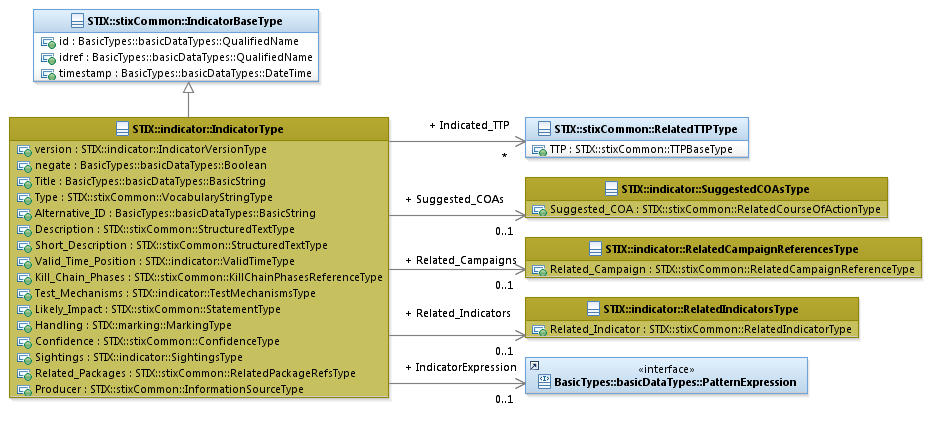 STIX::stixCommon::IndicatorBaseType
id : BasicTypes::basicDataTypes::QualifiedName
idref : BasicTypes::basicDataTypes::QualifiedName
timestamp : BasicTypes::basicDataTypes::DateTime
STIX::indicator::IndicatorType
version : STIX::indicator::IndicatorVersionType
negate : BasicTypes::basicDataTypes::Boolean
Title : BasicTypes::basicDataTypes::BasicString
Type : STIX::stixCommon::VocabularyStringType
Alternative_ID : BasicTypes::basicDataTypes::BasicString
Description : STIX::stixCommon::StructuredTextType
Short_Description : STIX::stixCommon::StructuredTextType
Valid_Time_Position : STIX::indicator::ValidTimeType
Kill_Chain_Phases : STIX::stixCommon::KillChainPhasesReferenceType
Test_Mechanisms : STIX::indicator::TestMechanismsType
Likely_Impact : STIX::stixCommon::StatementType
Handling : STIX::marking::MarkingType
Confidence : STIX::stixCommon::ConfidenceType
Sightings : STIX::indicator::SightingsType
Related_Packages : STIX::stixCommon::RelatedPackageRefsType
Producer : STIX::stixCommon::InformationSourceType
+ Indicated_TTP
*
STIX::stixCommon::RelatedTTPType
TTP : STIX::stixCommon::TTPBaseType
+ Suggested_COAs
0..1
STIX::indicator::SuggestedCOAsType
Suggested_COA : STIX::stixCommon::RelatedCourseOfActionType
+ Related_Campaigns
0..1
STIX::indicator::RelatedCampaignReferencesType
Related_Campaign : STIX::stixCommon::RelatedCampaignReferenceType
+ Related_Indicators
0..1
STIX::indicator::RelatedIndicatorsType
Related_Indicator : STIX::stixCommon::RelatedIndicatorType
+ IndicatorExpression
0..1
«interface»
BasicTypes::basicDataTypes::PatternExpression